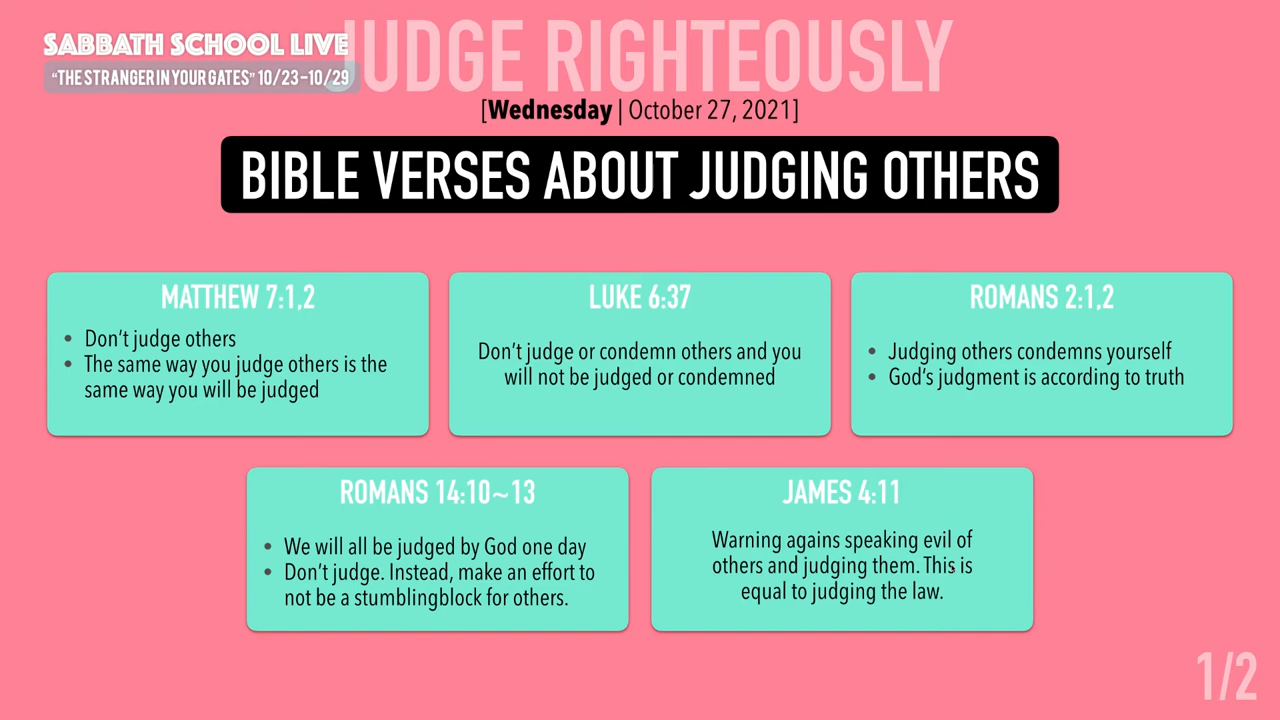 JUDGE RIGHTEOUSLY
SABBATH SCHOOL LIVE
“THE STRANGER IN YOUR GATES” 10/23-10/29
[Wednesday | October 27, 2021]
BIBLE VERSES ABOUT JUDGING OTHERS
MATTHEW 7:1,2
• Don’t judge others
• The same way you judge others is the
same way you will be judged
LUKE 6:37
Don’t judge or condemn others and you
will not be judged or condemned
ROMANS 2:1,2
• Judging others condemns yourself
• God’s judgment is according to truth
ROMANS 14:10~13
• We will all be judged by God one day
• Don’t judge. Instead, make an effort to
not be a stumblingblock for others.
JAMES 4:11
Warning agains speaking evil of
others and judging them. This is
equal to judging the law.
1/2